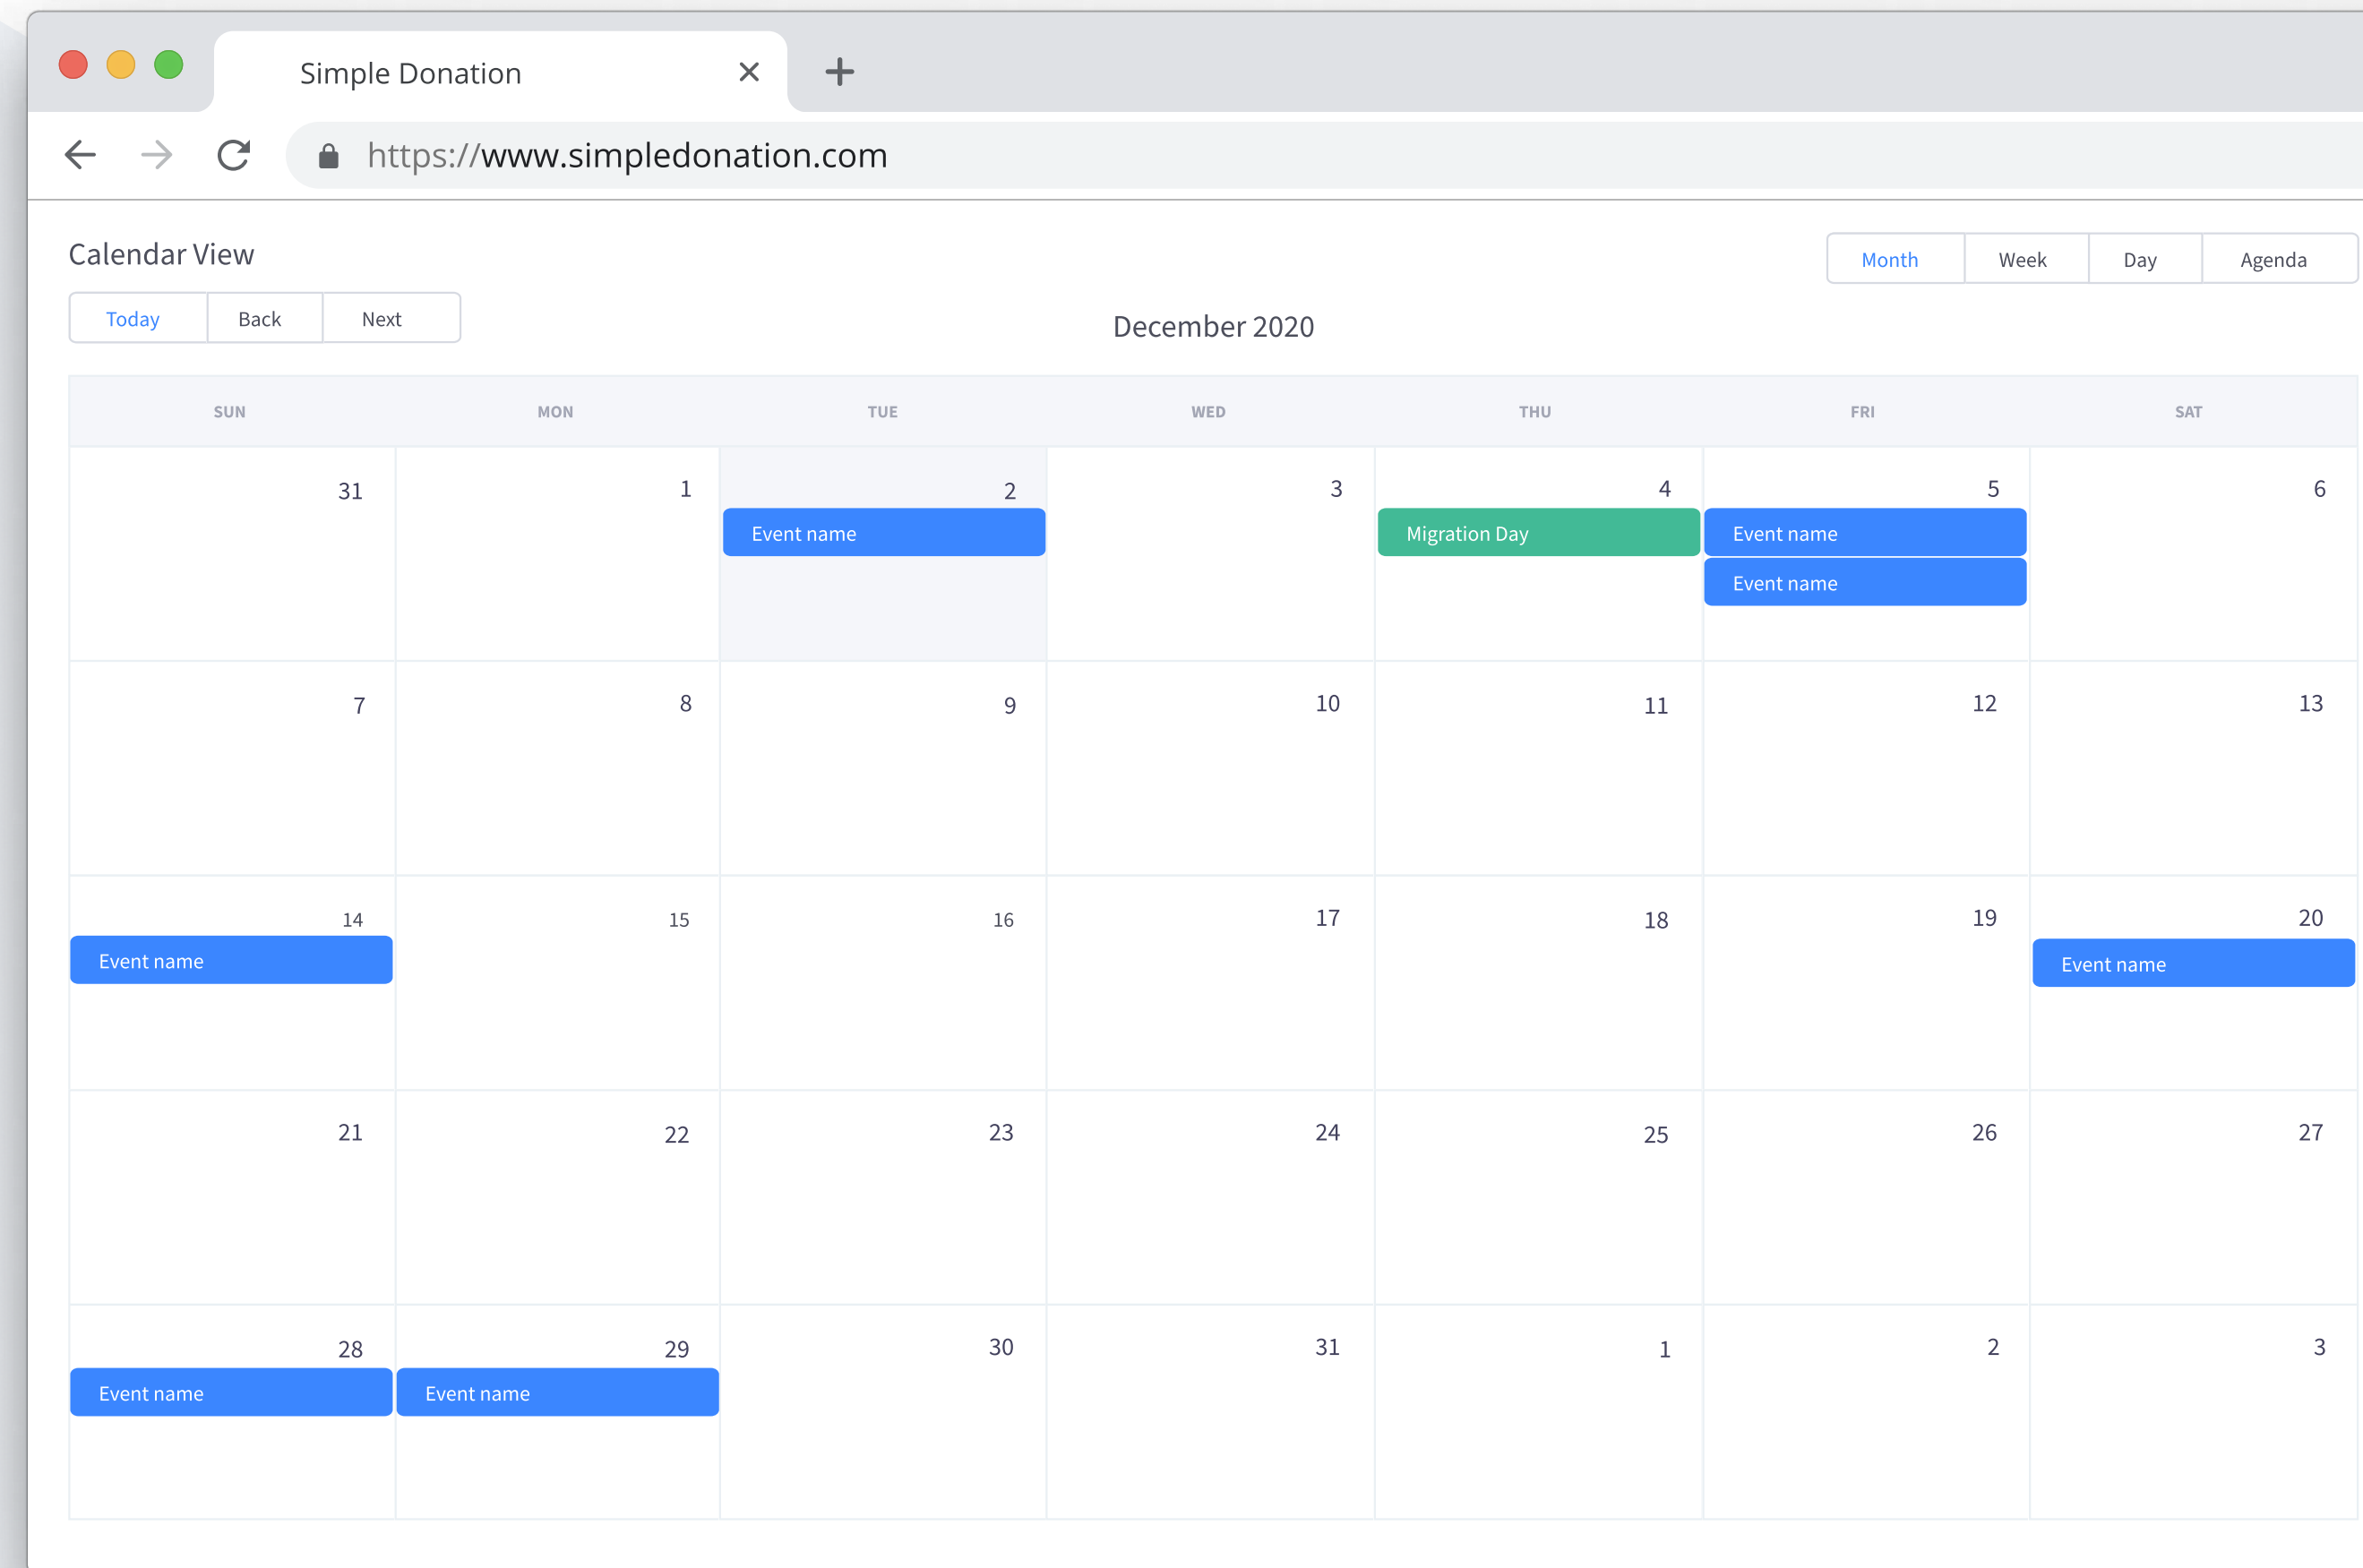 Simple Donation
https://www.simpledonation.com
Calendar View
Month Week Day Agenda
Today Back Next
December 2020
SUN MON TUE WED THU FRI SAT
31 1 2 3 4 5 6
Event name Migration Day Event name
Event name
7 8 9 10 11 12 13
14 15 16 17 18 19 20
Event name Event name
21 22 23 24 25 26 27
28 29 30 31 1 2 3
Event name Event name